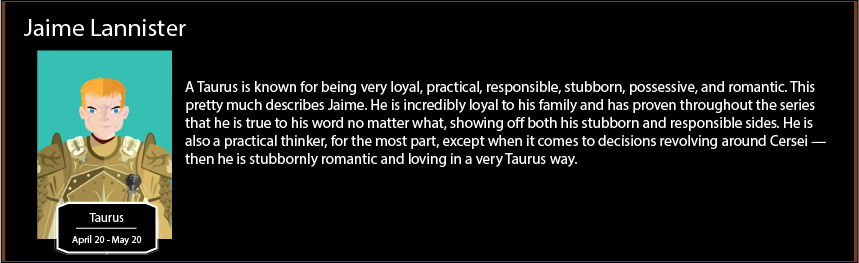 Jaime Lannister
A Taurus is known for being very loyal, practical, responsible, stubborn, possessive, and romantic. This
pretty much describes Jaime. He is incredibly loyal to his family and has proven throughout the series
that he is true to his word no matter what, showing off both his stubborn and responsible sides. He is
also a practical thinker, for the most part, except when it comes to decisions revolving around Cersei —
then he is stubbornly romantic and loving in a very Taurus way.
Taurus
April 20 - May 20